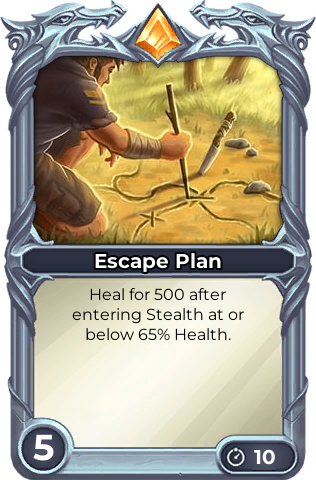 Escape Plan
Heal for 500 after
entering Stealth at or
below 65% Health.
5
10